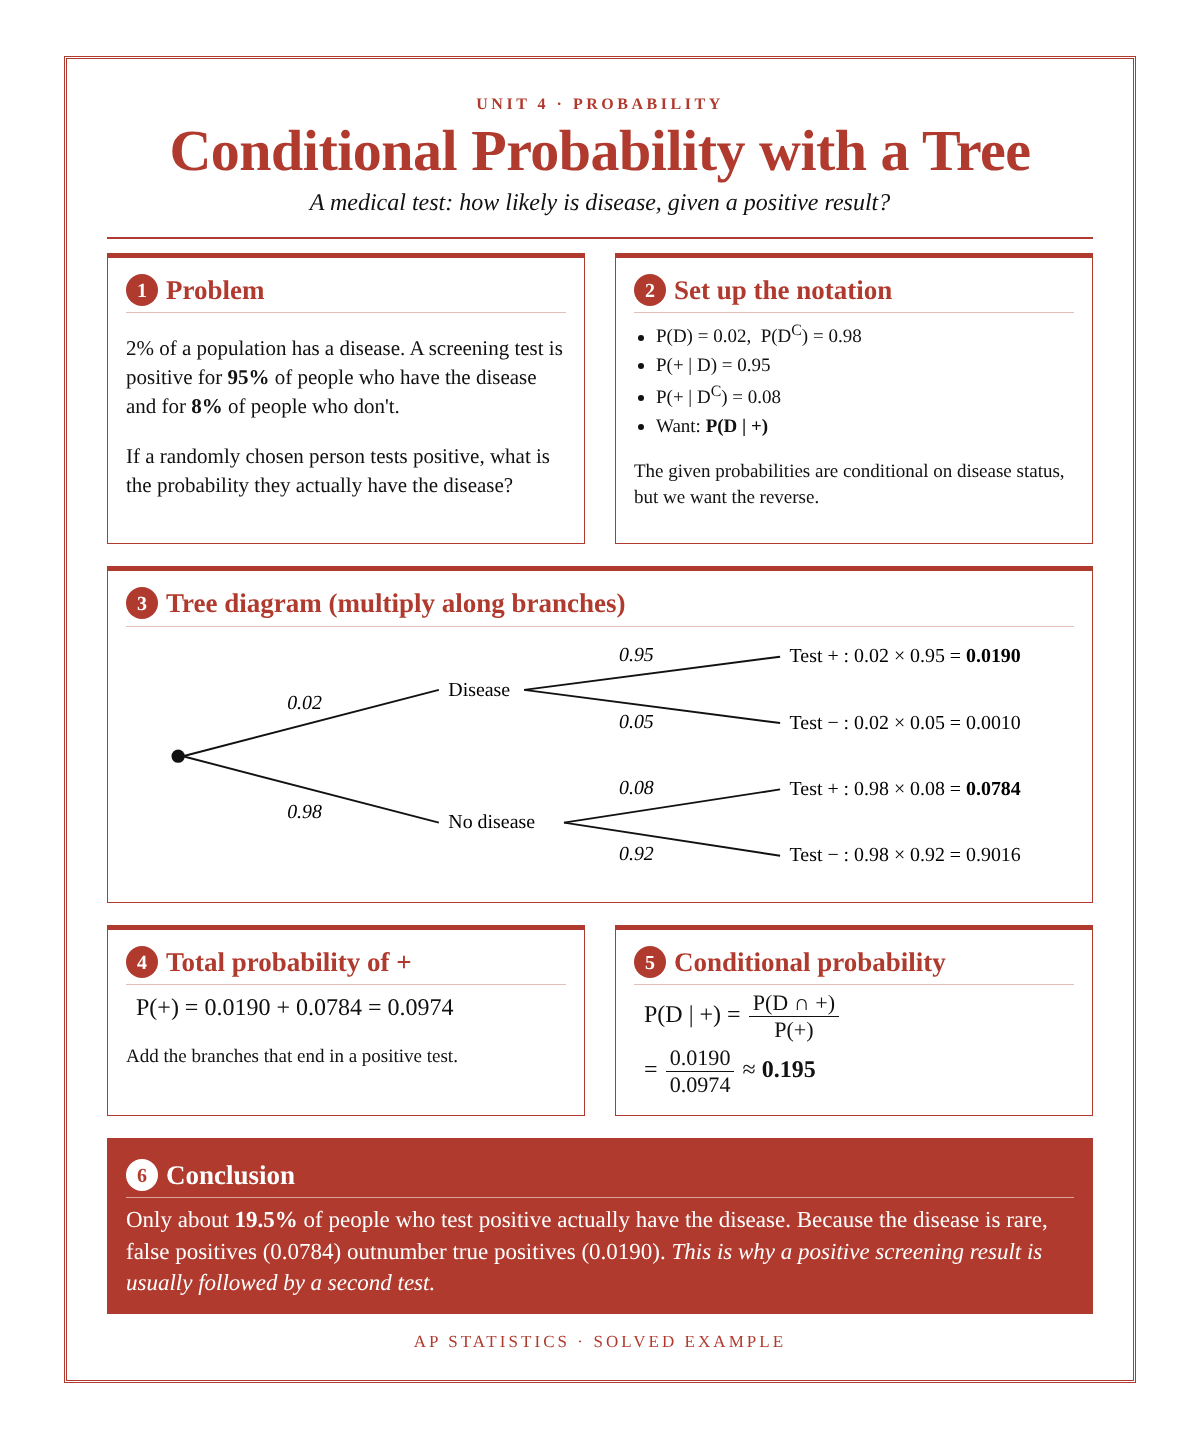 UNIT 4 · PROBABILITY
Conditional Probability with a Tree
A medical test: how likely is disease, given a positive result?
1 Problem
2% of a population has a disease. A screening test is
positive for 95% of people who have the disease
and for 8% of people who don't.
If a randomly chosen person tests positive, what is
the probability they actually have the disease?
2 Set up the notation
• P(D) = 0.02, P(Dᶜ) = 0.98
• P(+ | D) = 0.95
• P(+ | Dᶜ) = 0.08
• Want: P(D | +)
The given probabilities are conditional on disease status,
but we want the reverse.
3 Tree diagram (multiply along branches)
0.02
0.98
Disease
No disease
0.95
0.05
0.08
0.92
Test + : 0.02 × 0.95 = 0.0190
Test − : 0.02 × 0.05 = 0.0010
Test + : 0.98 × 0.08 = 0.0784
Test − : 0.98 × 0.92 = 0.9016
4 Total probability of +
P(+) = 0.0190 + 0.0784 = 0.0974
Add the branches that end in a positive test.
5 Conditional probability
P(D | +) = P(D ∩ +) / P(+)
= 0.0190 / 0.0974 ≈ 0.195
6 Conclusion
Only about 19.5% of people who test positive actually have the disease. Because the disease is rare,
false positives (0.0784) outnumber true positives (0.0190). This is why a positive screening result is
usually followed by a second test.
AP STATISTICS · SOLVED EXAMPLE